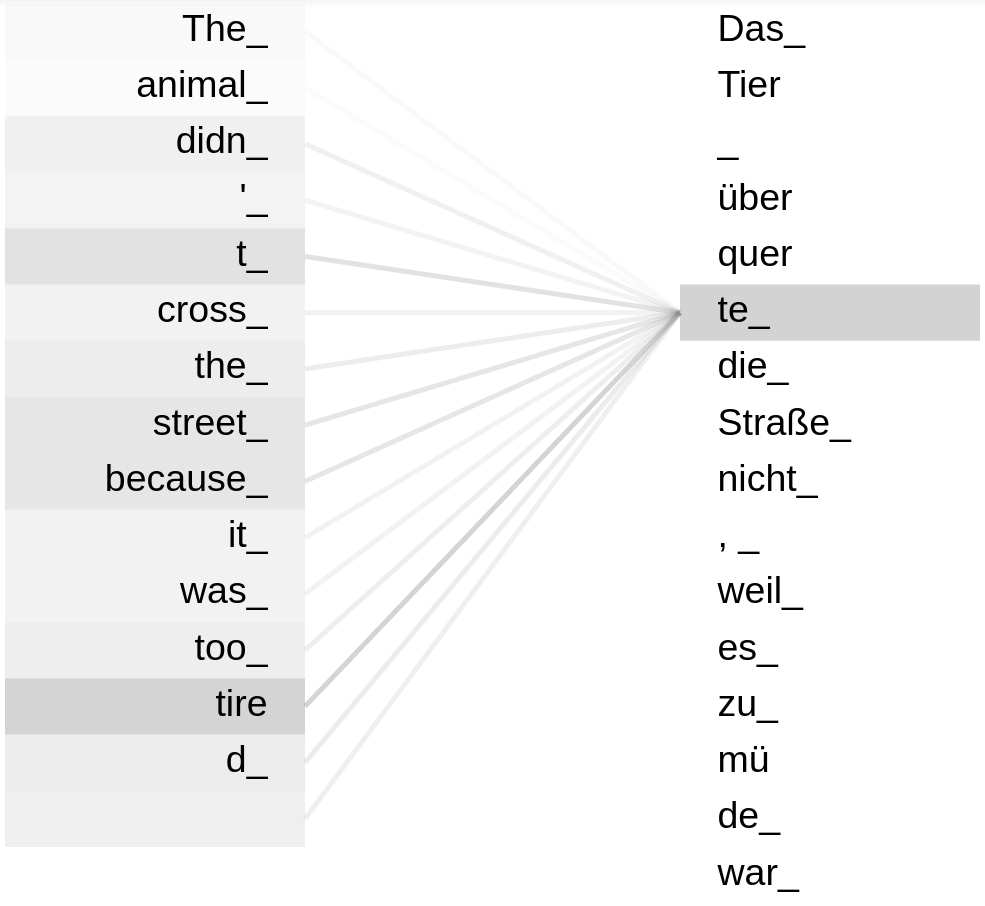 The_ Das_
animal_ Tier
didn_ _
'_ über
t_ quer
cross_ te_
the_ die_
street_ Straße_
because_ nicht_
it_ , _
was_ weil_
too_ es_
tire zu_
d_ mü
de_
war_